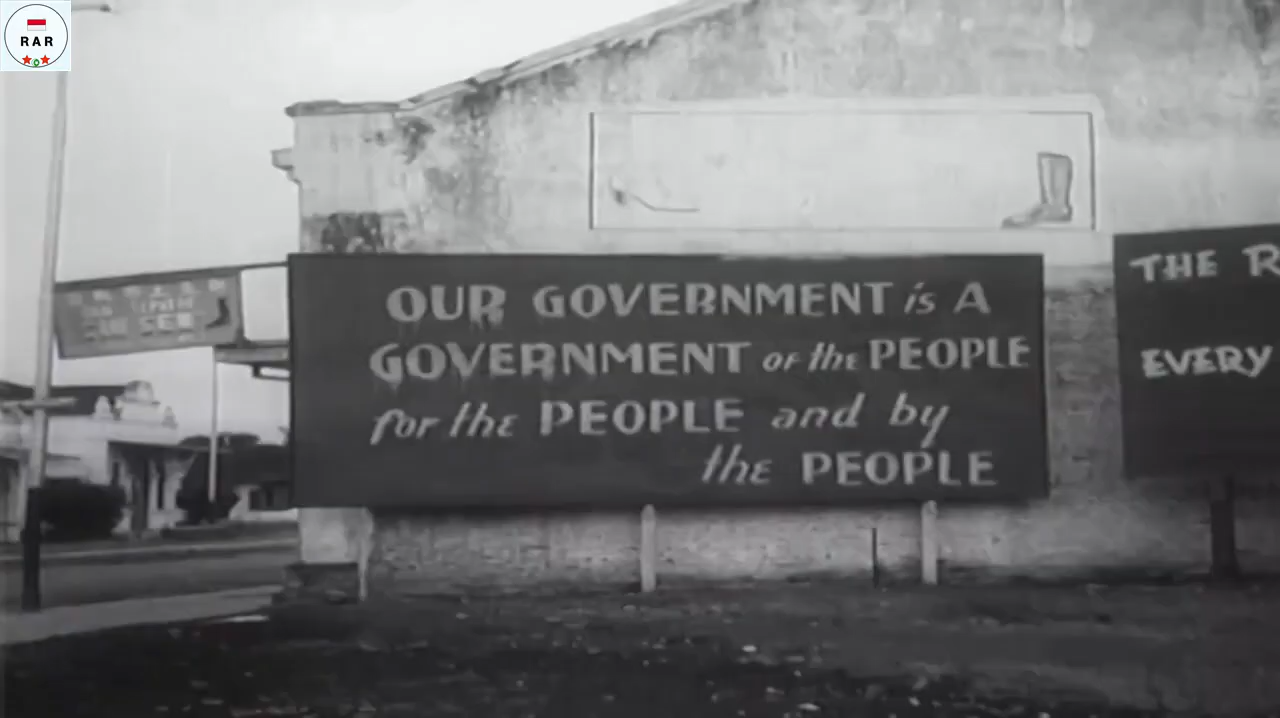 RAR
OUR GOVERNMENT is A
GOVERNMENT of the PEOPLE
for the PEOPLE and by
the PEOPLE
THE R
EVERY